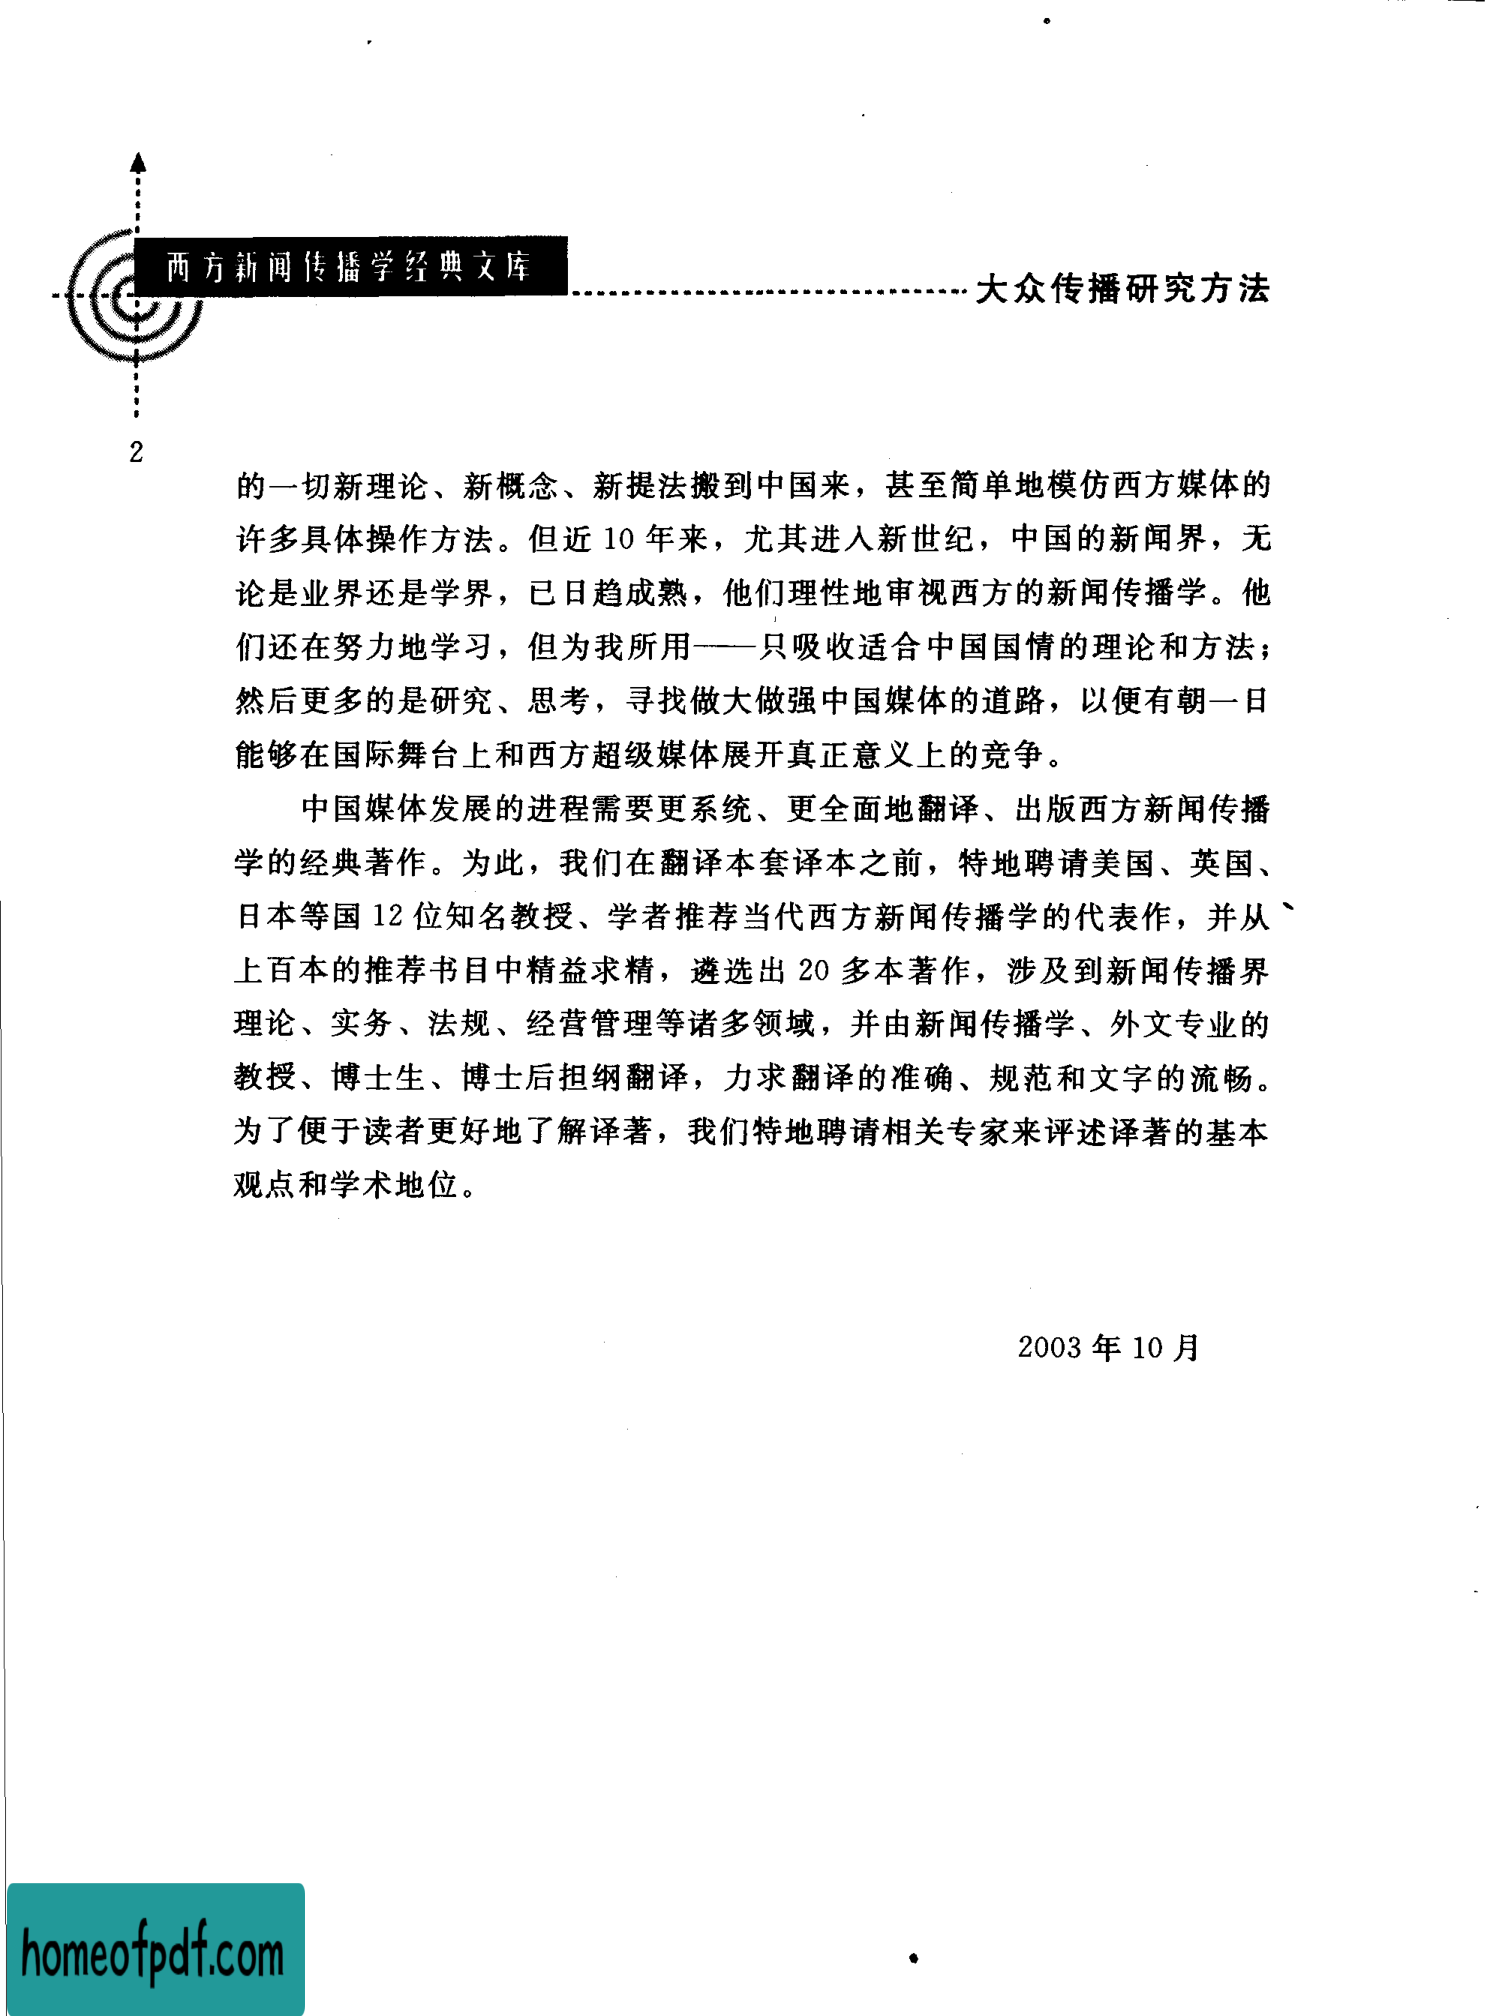 西方新闻传播学经典文库
大众传播研究方法
2
的一切新理论、新概念、新提法搬到中国来，甚至简单地模仿西方媒体的
许多具体操作方法。但近 10 年来，尤其进入新世纪，中国的新闻界，无
论是业界还是学界，已日趋成熟，他们理性地审视西方的新闻传播学。他
们还在努力地学习，但为我所用——只吸收适合中国国情的理论和方法；
然后更多的是研究、思考，寻找做大做强中国媒体的道路，以便有朝一日
能够在国际舞台上和西方超级媒体展开真正意义上的竞争。
中国媒体发展的进程需要更系统、更全面地翻译、出版西方新闻传播
学的经典著作。为此，我们在翻译本套译本之前，特地聘请美国、英国、
日本等国 12 位知名教授、学者推荐当代西方新闻传播学的代表作，并从
上百本的推荐书目中精益求精，遴选出 20 多本著作，涉及到新闻传播界
理论、实务、法规、经营管理等诸多领域，并由新闻传播学、外文专业的
教授、博士生、博士后担纲翻译，力求翻译的准确、规范和文字的流畅。
为了便于读者更好地了解译著，我们特地聘请相关专家来评述译著的基本
观点和学术地位。
2003 年 10 月
homeofpdf.com